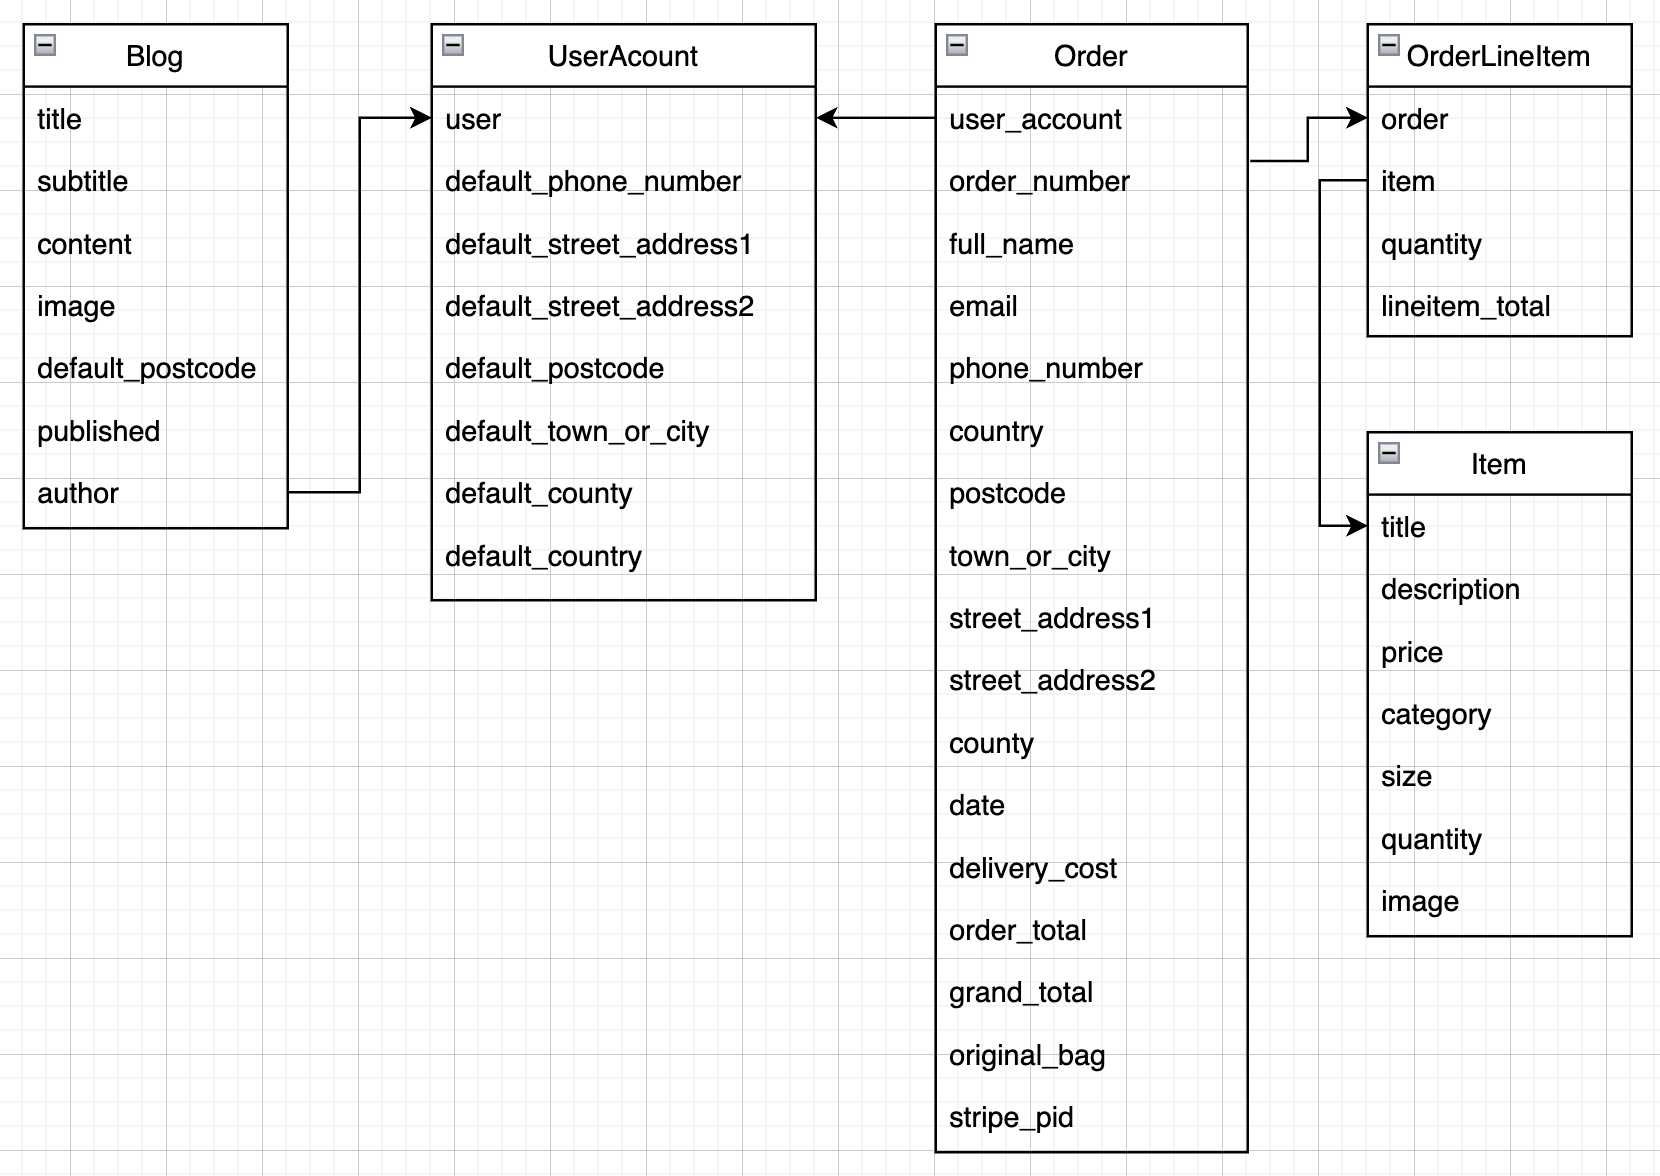 Blog
title
subtitle
content
image
default_postcode
published
author
UserAcount
user
default_phone_number
default_street_address1
default_street_address2
default_postcode
default_town_or_city
default_county
default_country
Order
user_account
order_number
full_name
email
phone_number
country
postcode
town_or_city
street_address1
street_address2
county
date
delivery_cost
order_total
grand_total
original_bag
stripe_pid
OrderLineItem
order
item
quantity
lineitem_total
Item
title
description
price
category
size
quantity
image